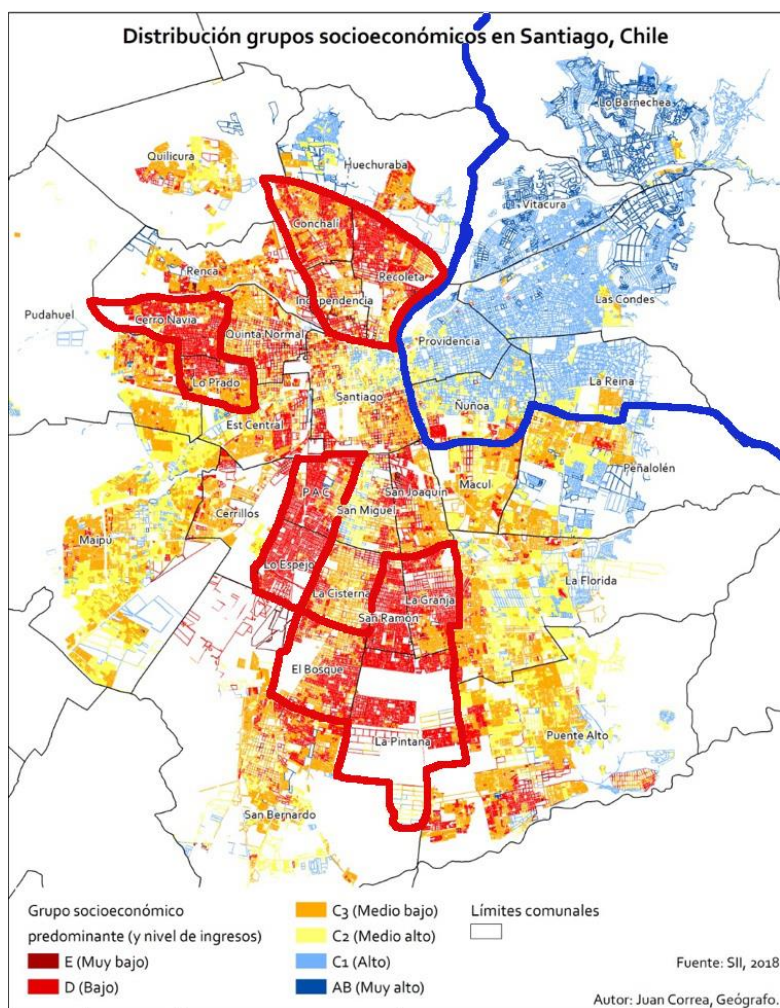 Distribución grupos socioeconómicos en Santiago, Chile
Lo Barnechea
Quilicura
Huechuraba
Vitacura
Conchalí
Renca
Recoleta
Independencia
Las Condes
Pudahuel
Cerro Navia
Quinta Normal
Providencia
Lo Prado
La Reina
Santiago
Ñuñoa
Est Central
Peñalolén
P A C
San Joaquin
Macul
Cerrillos
San Miguel
Maipú
Lo Espejo
La Florida
La Cisterna
La Granja
San Ramón
El Bosque
La Pintana
Puente Alto
San Bernardo
Grupo socioeconómico
predominante (y nivel de ingresos)
E (Muy bajo)
D (Bajo)
C3 (Medio bajo)
C2 (Medio alto)
C1 (Alto)
AB (Muy alto)
Límites comunales
Fuente: SII, 2018
Autor: Juan Correa, Geógrafo.